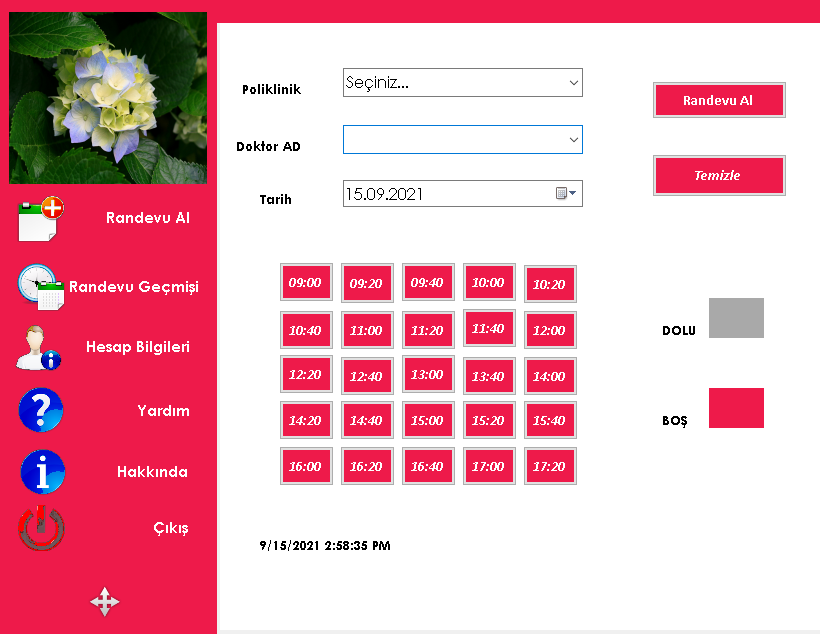 Randevu Al
Randevu Geçmişi
Hesap Bilgileri
Yardım
Hakkında
Çıkış
Poliklinik
Seçiniz...
Doktor AD
Tarih
15.09.2021
Randevu Al
Temizle
09:00 09:20 09:40 10:00 10:20
10:40 11:00 11:20 11:40 12:00
12:20 12:40 13:00 13:40 14:00
14:20 14:40 15:00 15:20 15:40
16:00 16:20 16:40 17:00 17:20
DOLU
BOŞ
9/15/2021 2:58:35 PM